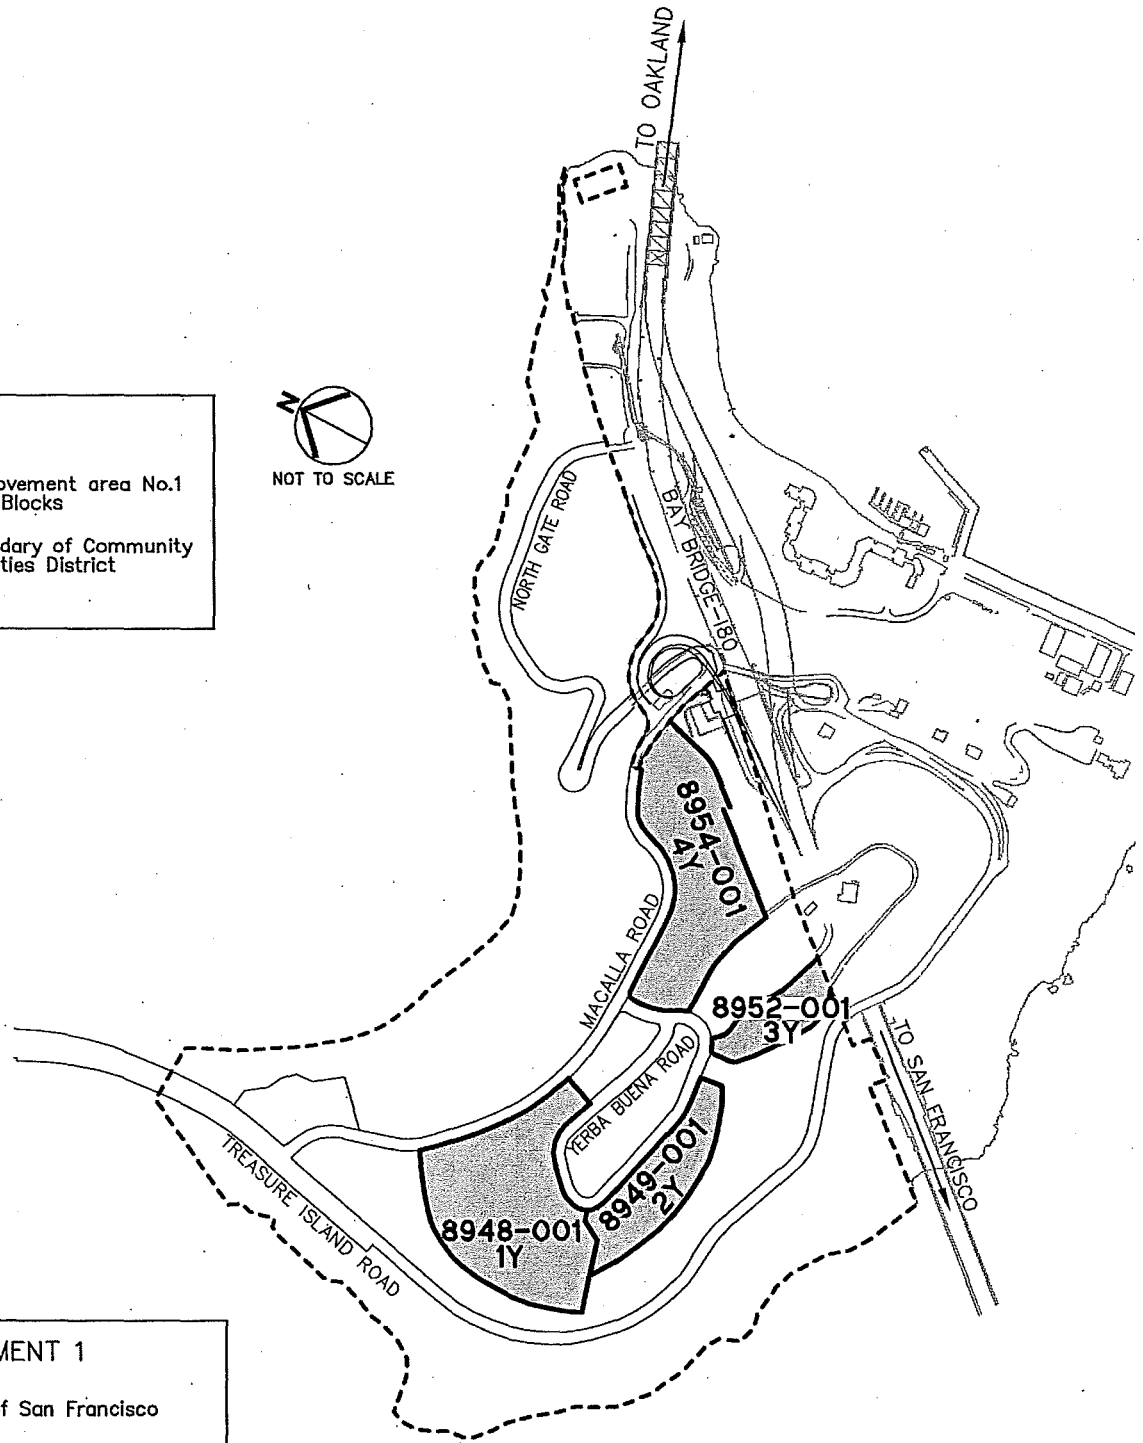 TO OAKLAND
N
NOT TO SCALE
ovement area No.1
Blocks
dary of Community
ties District
NORTH GATE ROAD
BAY BRIDGE-I80
8954-001
4Y
MACALLA ROAD
8952-001
3Y
TO SAN FRANCISCO
YERBA BUENA ROAD
8949-001
2Y
8948-001
1Y
TREASURE ISLAND ROAD
MENT 1
f San Francisco